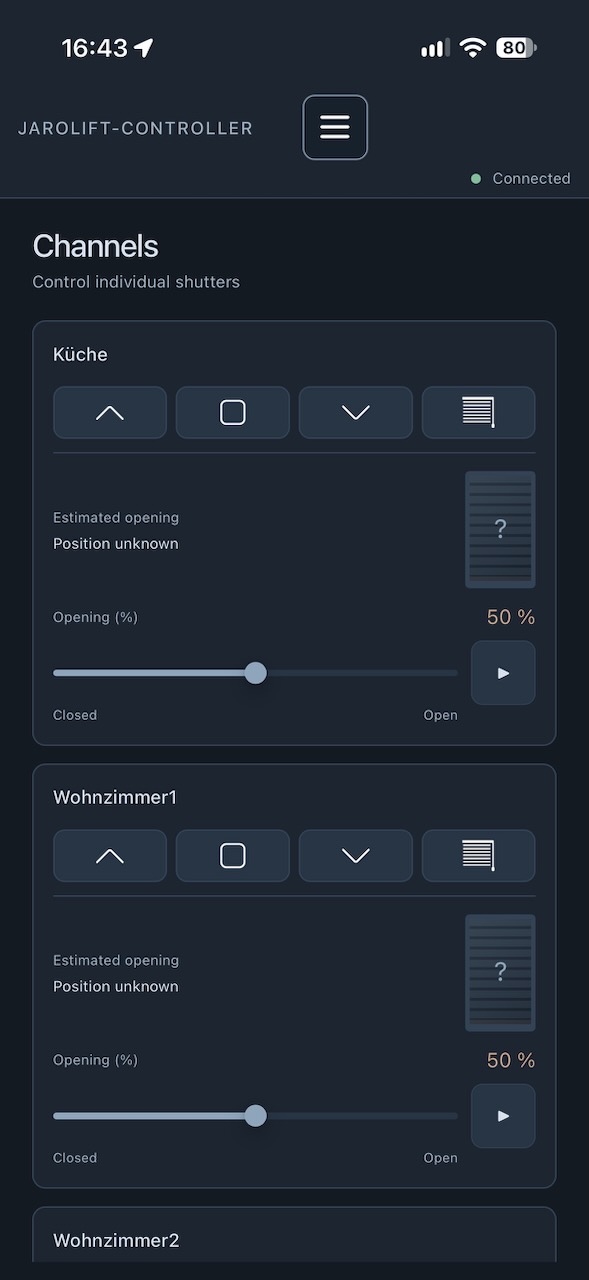 16:43
80
JAROLIFT-CONTROLLER
Connected
Channels
Control individual shutters
Küche
Estimated opening
Position unknown
?
Opening (%)
50 %
Closed
Open
Wohnzimmer1
Estimated opening
Position unknown
?
Opening (%)
50 %
Closed
Open
Wohnzimmer2